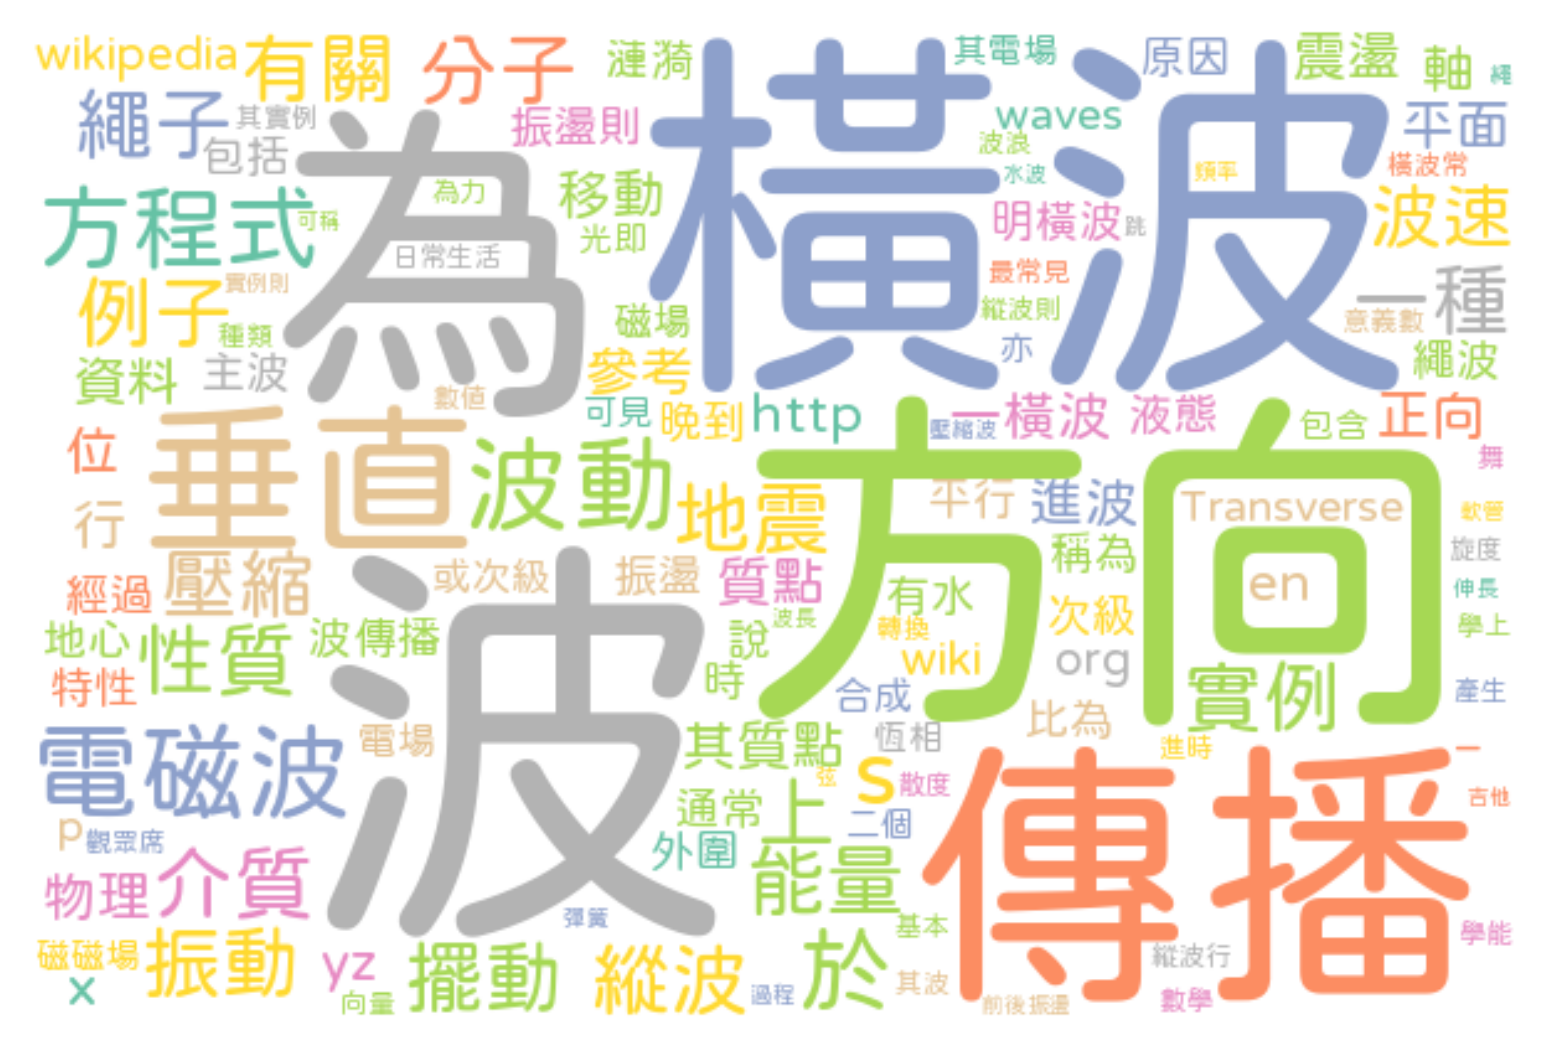 wikipedia 有關 分子 漣漪 橫波 其電場 原因 震盪 軸 繩
繩子 其實例 振盪則 waves 平面
包括 為 波浪 橫波常
方程式 可稱 為力 移動 水波 頻率 波速
日常生活 光即 明橫波 跳
例子 實例則 最常見 一種
種類 磁場 縱波則 意義數
資料 主波 參考 亦 繩波
數值 可見 晚到 http 壓縮波 一橫波 液態 包含 正向
位 垂直 波動 方向 舞
行 地震 平行 進波 Transverse 軟管
經過 壓縮 或次級 振盪 質點 稱為 en 旋度
有水 伸長
地心 性質 波傳播 波 說 波長 轉換 次級 學上
特性 時 wiki org 實例 產生
合成 比為
電磁波 電場 其質點 恆相 進時 一
弦 s 散度 傳播 吉他
p 觀眾席 通常 上 二個
外圍
物理 介質 能量
彈簧 基本 學能
磁磁場 振動 yz 擺動 縱波 於 縱波行
x 向量 過程 其波 前後振盪 數學